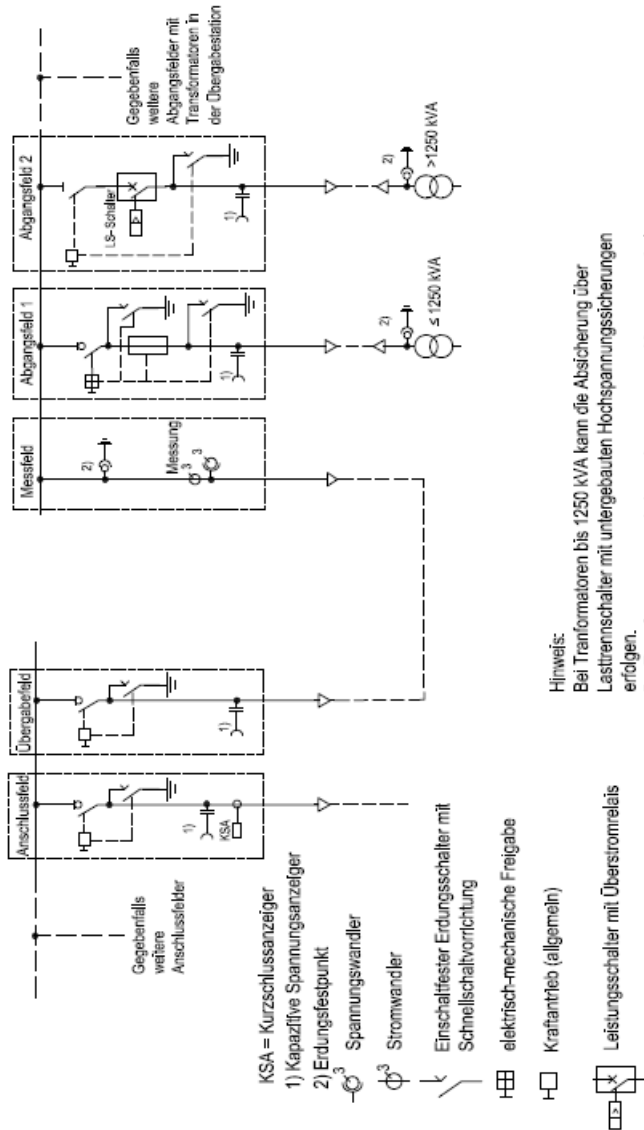 Anschlussfeld
Übergabefeld
Messfeld
Abgangsfeld 1
Abgangsfeld 2
Gegebenfalls
weitere
Anschlussfelder
1)
KSA
1)
2)
Messung
3
3
1)
LS-Schalter
1)
Gegebenfalls
weitere
Abgangsfelder mit
Transformatoren in
der Übergabestation
2)
≤ 1250 kVA
2)
>1250 kVA
KSA = Kurzschlussanzeiger
1) Kapazitive Spannungsanzeiger
2) Erdungsfestpunkt
3 Spannungswandler
3 Stromwandler
Einschaltfester Erdungsschalter mit
Schnellschaltvorrichtung
elektrisch-mechanische Freigabe
Kraftantrieb (allgemein)
Leistungsschalter mit Überstromrelais
Hinweis:
Bei Tranformatoren bis 1250 kVA kann die Absicherung über
Lasttrennschalter mit untergebauten Hochspannungssicherungen
erfolgen.